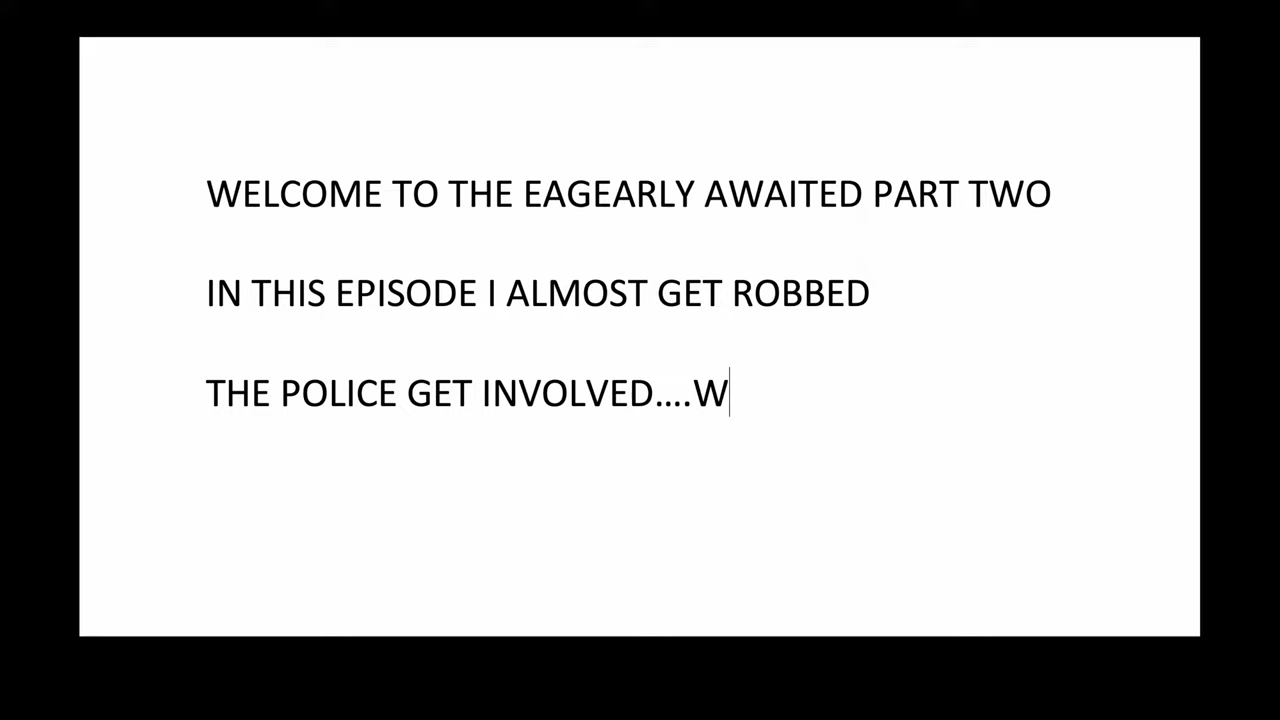 WELCOME TO THE EAGEARLY AWAITED PART TWO
IN THIS EPISODE I ALMOST GET ROBBED
THE POLICE GET INVOLVED....W